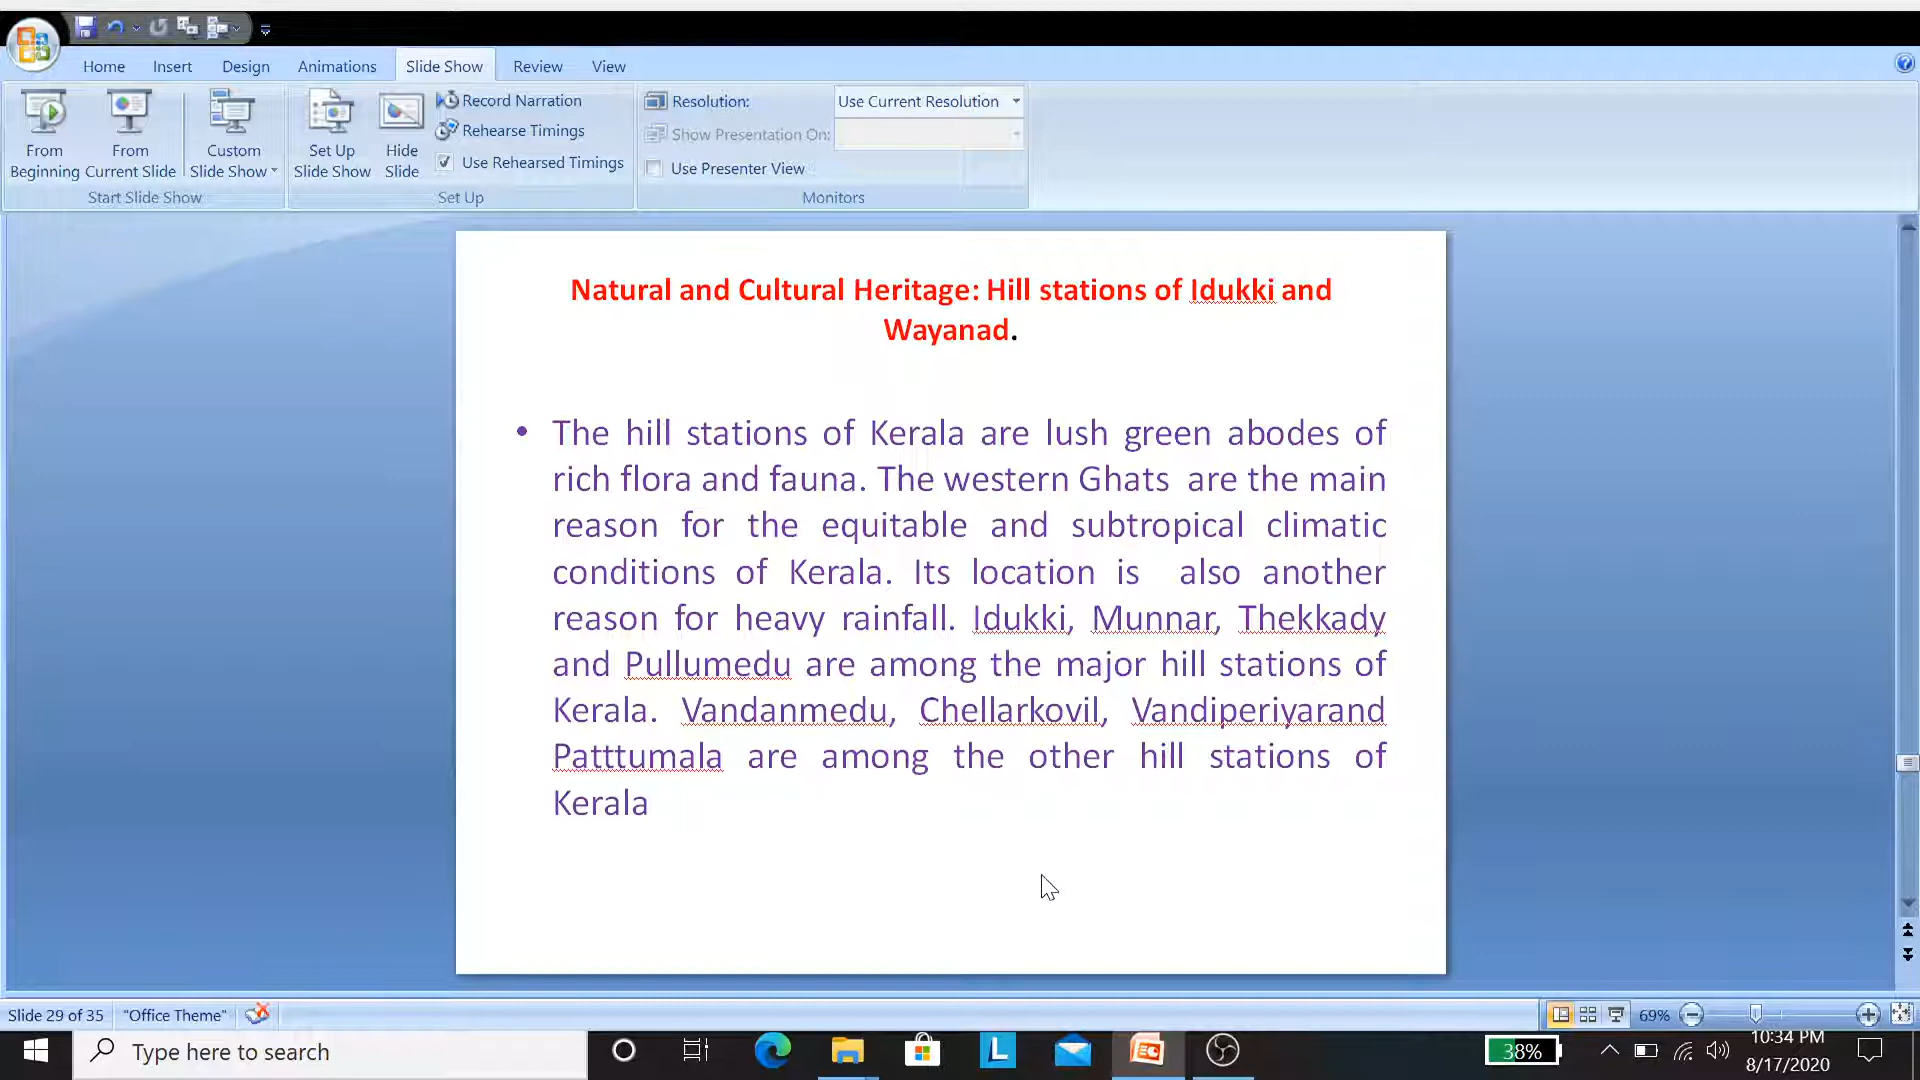 Home Insert Design Animations Slide Show Review View
From Beginning
From Current Slide
Custom Slide Show
Start Slide Show
Set Up Slide Show
Hide Slide
Record Narration
Rehearse Timings
Use Rehearsed Timings
Set Up
Resolution: Use Current Resolution
Show Presentation On:
Use Presenter View
Monitors
Natural and Cultural Heritage: Hill stations of Idukki and
Wayanad.
• The hill stations of Kerala are lush green abodes of
rich flora and fauna. The western Ghats are the main
reason for the equitable and subtropical climatic
conditions of Kerala. Its location is also another
reason for heavy rainfall. Idukki, Munnar, Thekkady
and Pullumedu are among the major hill stations of
Kerala. Vandanmedu, Chellarkovil, Vandiperiyarand
Patttumala are among the other hill stations of
Kerala
Slide 29 of 35 "Office Theme" 69%
Type here to search
L
38%
10:34 PM
8/17/2020